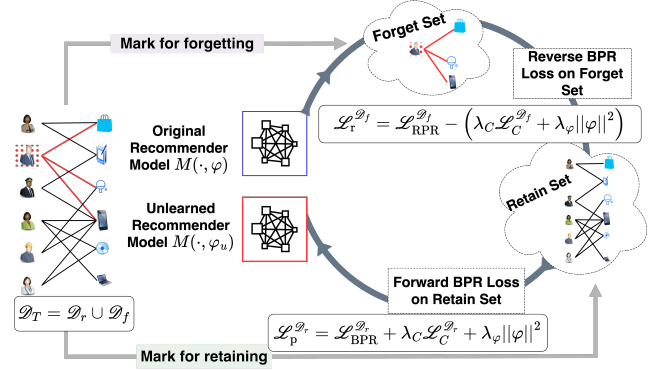 Mark for forgetting
Forget Set
Reverse BPR
Loss on Forget
Set
ℒ_r^{𝒟_f} = ℒ_{RPR}^{𝒟_f} − (λ_C ℒ_C^{𝒟_f} + λ_φ||φ||²)
Original
Recommender
Model M(·, φ)
Retain Set
Unlearned
Recommender
Model M(·, φ_u)
Forward BPR Loss
on Retain Set
𝒟_T = 𝒟_r ∪ 𝒟_f
ℒ_p^{𝒟_r} = ℒ_{BPR}^{𝒟_r} + λ_C ℒ_C^{𝒟_r} + λ_φ||φ||²
Mark for retaining